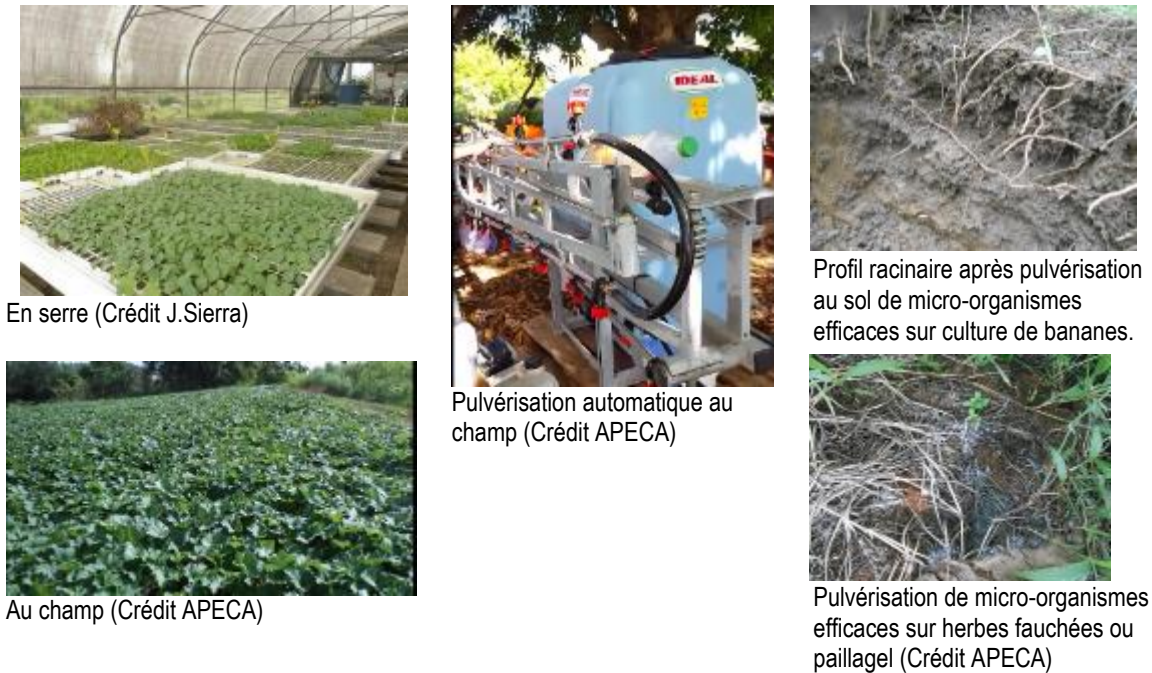 En serre (Crédit J.Sierra)
Au champ (Crédit APECA)
IDEAL
Pulvérisation automatique au
champ (Crédit APECA)
Profil racinaire après pulvérisation
au sol de micro-organismes
efficaces sur culture de bananes.
Pulvérisation de micro-organismes
efficaces sur herbes fauchées ou
paillagel (Crédit APECA)